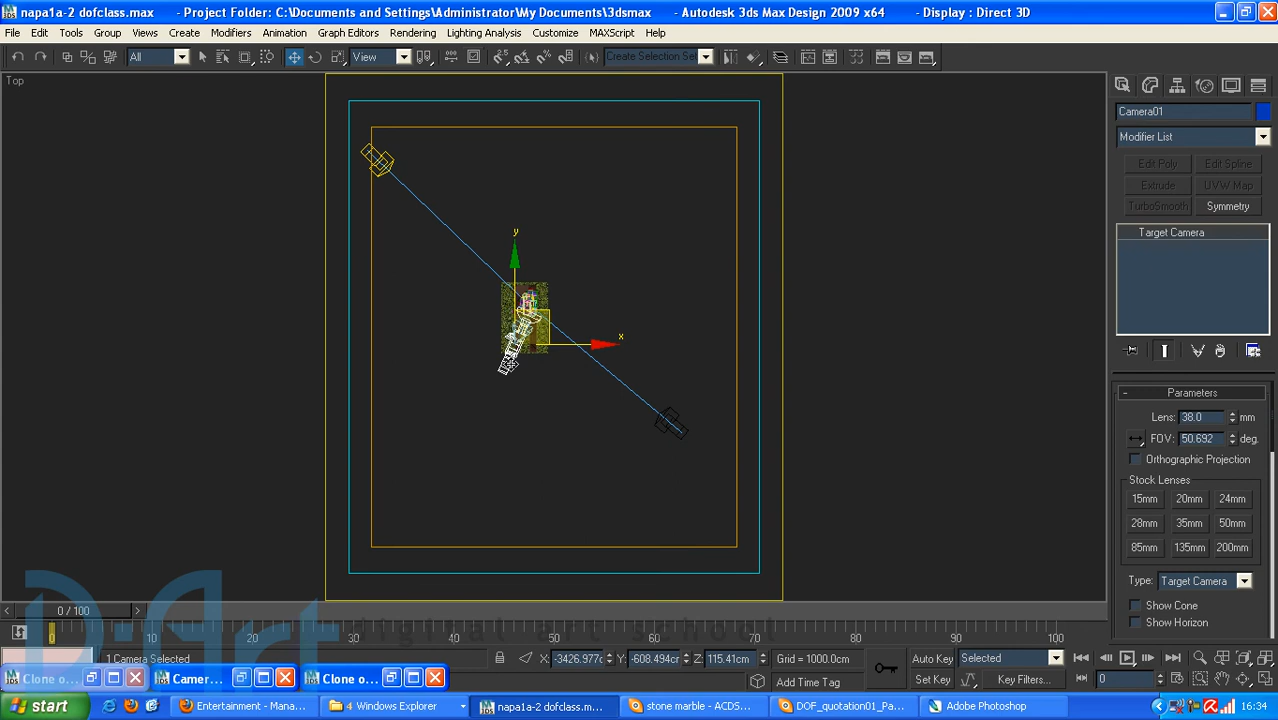 napa1a-2 dofclass.max - Project Folder: C:\Documents and Settings\Administrator\My Documents\3dsmax - Autodesk 3ds Max Design 2009 x64 - Display : Direct 3D
File Edit Tools Group Views Create Modifiers Animation Graph Editors Rendering Lighting Analysis Customize MAXScript Help
All View Create Selection Set
Top
y
x
Camera01
Modifier List
Edit Poly Edit Spline
Extrude UVW Map
TurboSmooth Symmetry
Target Camera
- Parameters
Lens: 38.0 mm
FOV: 50.692 deg.
Orthographic Projection
Stock Lenses
15mm 20mm 24mm
28mm 35mm 50mm
85mm 135mm 200mm
Type: Target Camera
Show Cone
Show Horizon
< 0 / 100 >
D-Art
digital art school
0 10 20 30 40 50 60 70 80 90 100
1 Camera Selected X: -3426.977c Y: -608.494cr Z: 115.41cm Grid = 1000.0cm Auto Key Selected
Add Time Tag Set Key Key Filters... 0
Clone o... Camer... Clone o...
start Entertainment - Mana... 4 Windows Explorer napa1a-2 dofclass.m... stone marble - ACDS... DOF_quotation01_Pa... Adobe Photoshop 16:34